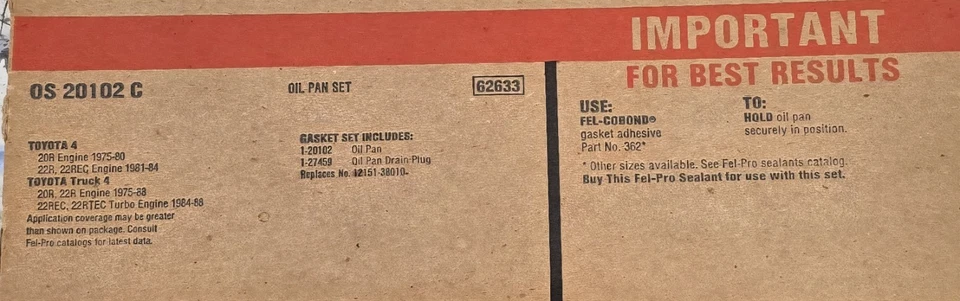 IMPORTANT
FOR BEST RESULTS
OS 20102 C
OIL PAN SET
62633
TOYOTA 4
20R Engine 1975-80
22R, 22REC Engine 1981-84
TOYOTA Truck 4
20R, 22R Engine 1975-88
22REC, 22RTEC Turbo Engine 1984-88
Application coverage may be greater
than shown on package. Consult
Fel-Pro catalogs for latest data.
GASKET SET INCLUDES:
1-20102 Oil Pan
1-27459 Oil Pan Drain-Plug
Replaces No. 12151-38010-
USE:
FEL-COBOND®
gasket adhesive
Part No. 362*
TO:
HOLD oil pan
securely in position.
* Other sizes available. See Fel-Pro sealants catalog.
Buy This Fel-Pro Sealant for use with this set.